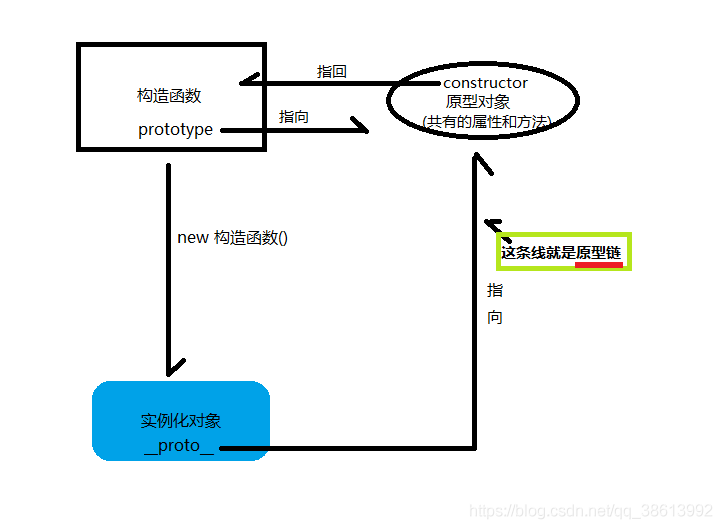 指回
构造函数
prototype
指向
constructor
原型对象
(共有的属性和方法)
new 构造函数()
这条线就是原型链
指
向
实例化对象
__proto__
https://blog.csdn.net/qq_38613992